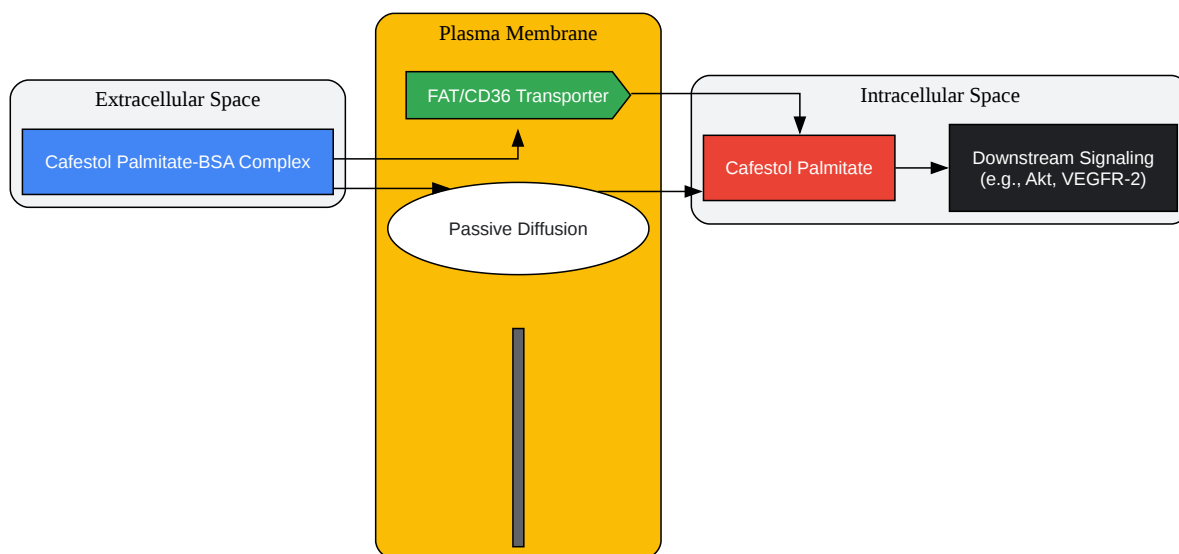 Plasma Membrane
Extracellular Space
Cafestol Palmitate-BSA Complex
FAT/CD36 Transporter
Passive Diffusion
Intracellular Space
Cafestol Palmitate
Downstream Signaling
(e.g., Akt, VEGFR-2)